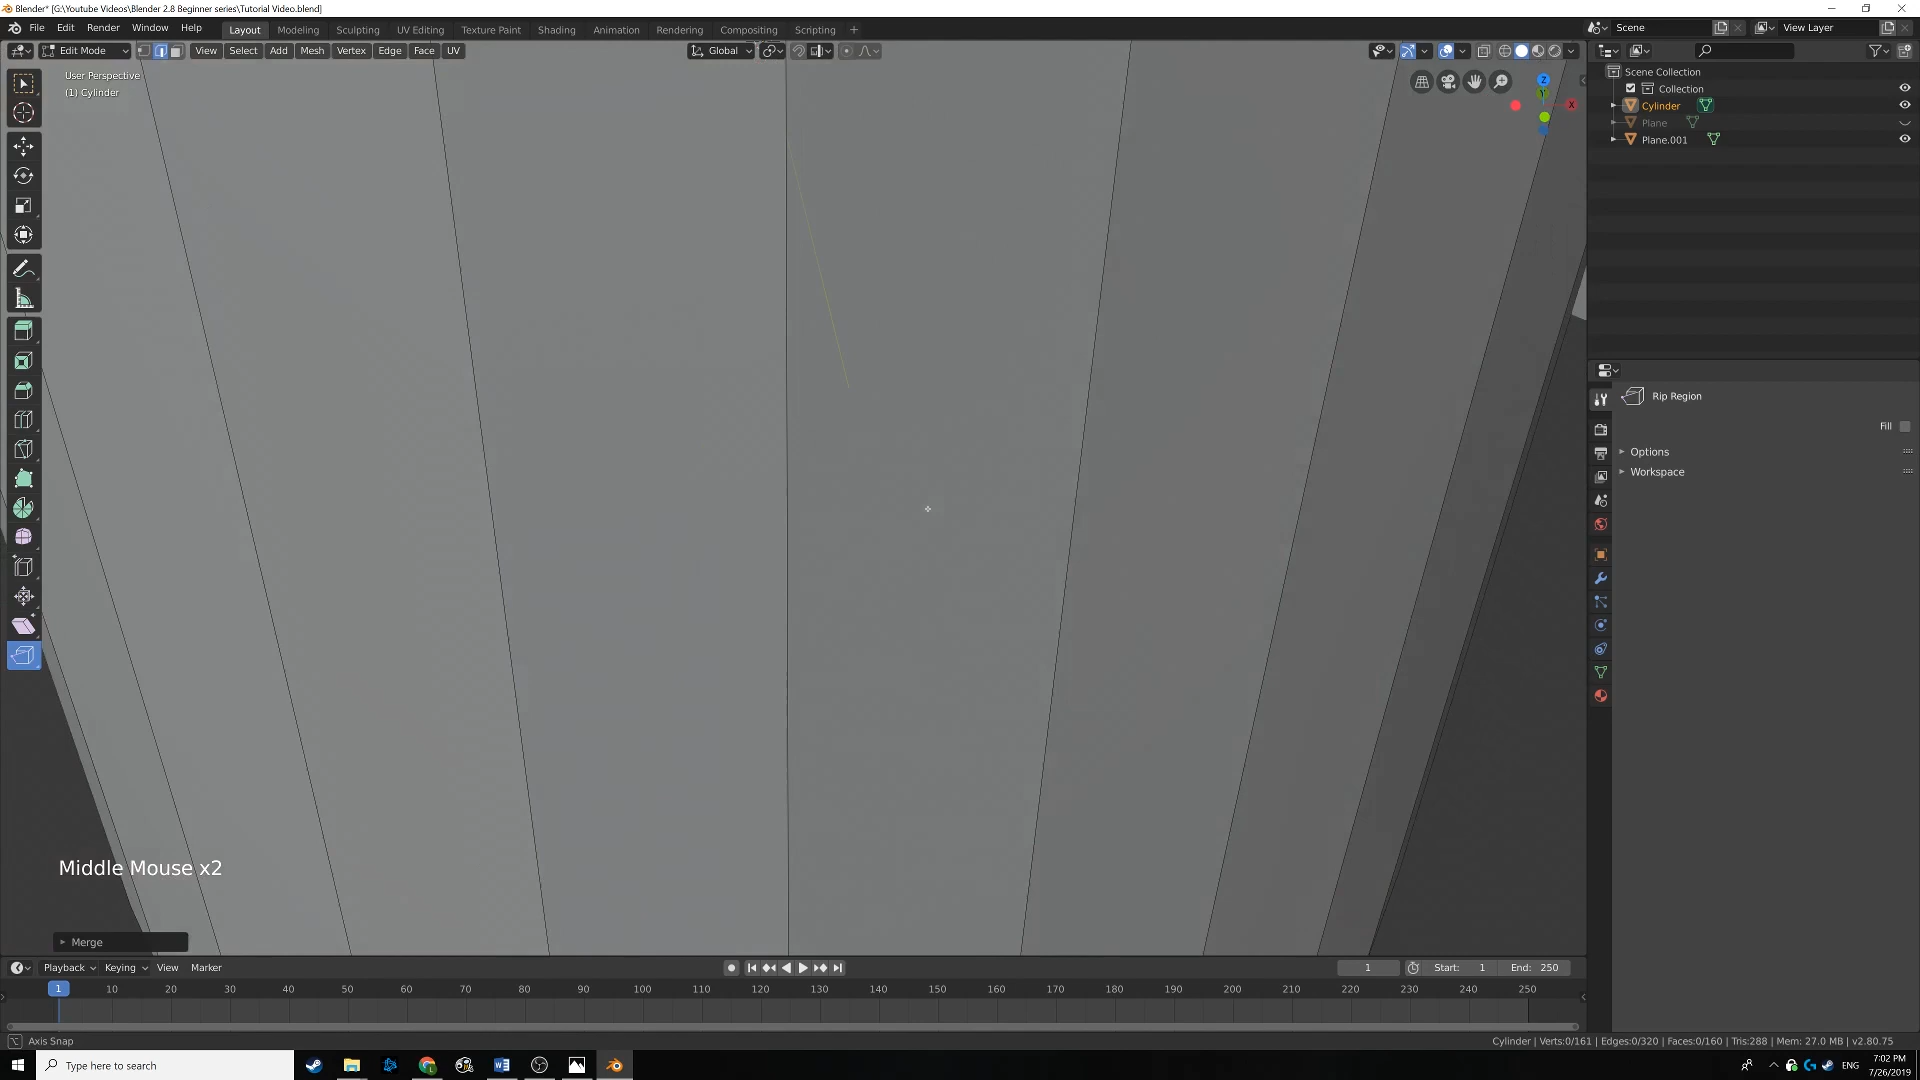 Blender* [G:\Youtube Videos\Blender 2.8 Beginner series\Tutorial Video.blend]
File Edit Render Window Help Layout Modeling Sculpting UV Editing Texture Paint Shading Animation Rendering Compositing Scripting + Scene View Layer
Edit Mode View Select Add Mesh Vertex Edge Face UV Global
User Perspective
(1) Cylinder
Z
Y
X
Scene Collection
Collection
Cylinder
Plane
Plane.001
Rip Region
Fill
Options
Workspace
Middle Mouse x2
Merge
Playback Keying View Marker 1 Start: 1 End: 250
1 10 20 30 40 50 60 70 80 90 100 110 120 130 140 150 160 170 180 190 200 210 220 230 240 250
Axis Snap
Cylinder | Verts:0/161 | Edges:0/320 | Faces:0/160 | Tris:288 | Mem: 27.0 MB | v2.80.75
Type here to search
ENG
7:02 PM
7/26/2019